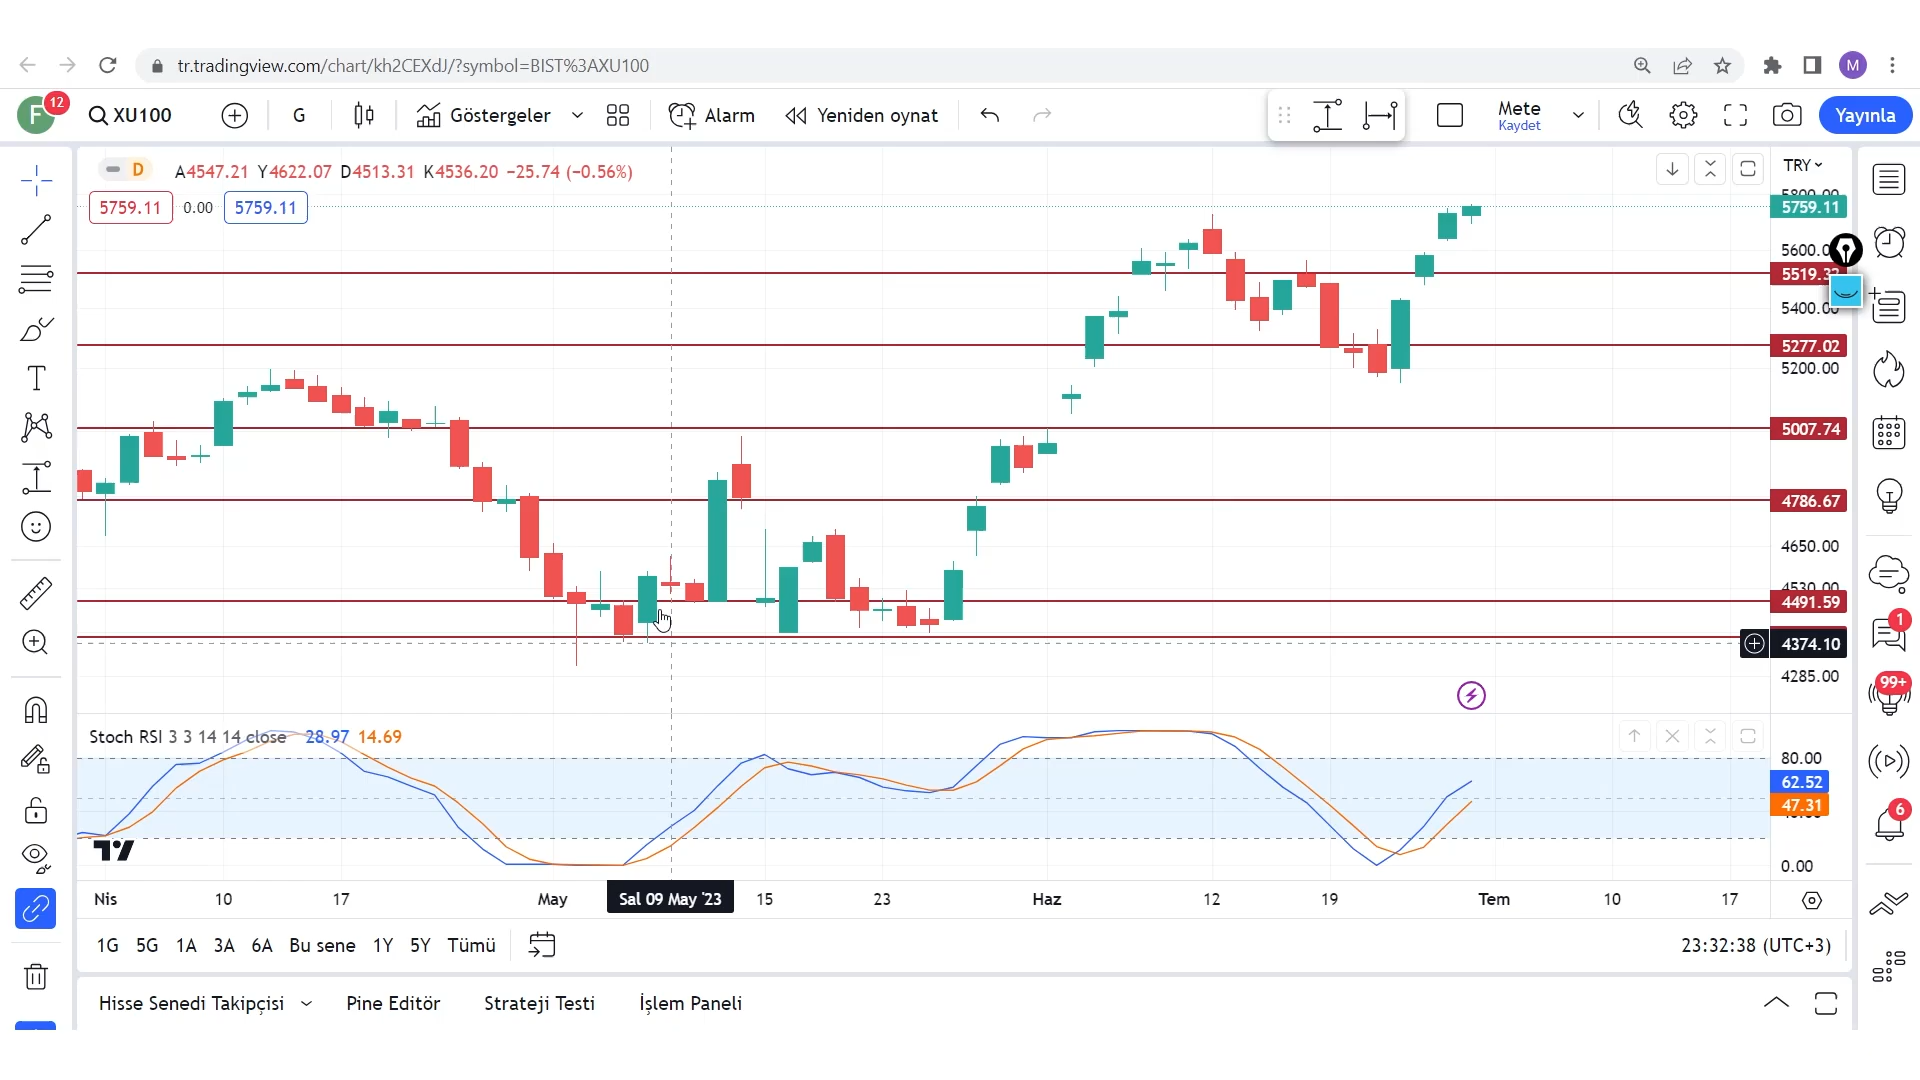 tr.tradingview.com/chart/kh2CEXdJ/?symbol=BIST%3AXU100
M
F
12
XU100
G
Göstergeler
Alarm
Yeniden oynat
Mete
Kaydet
Yayınla
D
A4547.21 Y4622.07 D4513.31 K4536.20 −25.74 (−0.56%)
TRY
5759.11
0.00
5759.11
5800.00
5759.11
5519.3
5400.00
5277.02
5200.00
5007.74
4786.67
4650.00
4530.00
4491.59
4374.10
4285.00
1
99+
6
Stoch RSI 3 3 14 14 close 28.97 14.69
80.00
62.52
47.31
0.00
Nis
10
17
May
Sal 09 May '23
15
23
Haz
12
19
Tem
10
17
1G 5G 1A 3A 6A Bu sene 1Y 5Y Tümü
23:32:38 (UTC+3)
Hisse Senedi Takipçisi
Pine Editör
Strateji Testi
İşlem Paneli